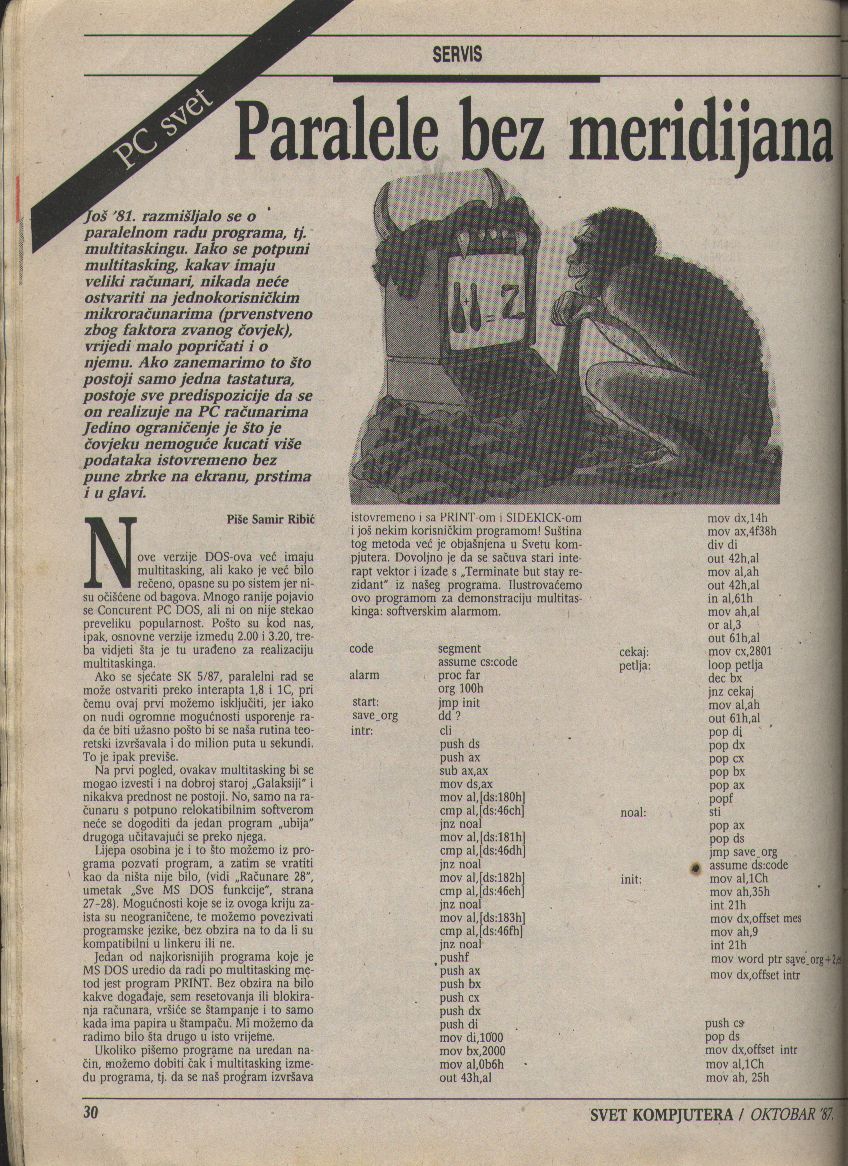 SERVIS
PC svet
Paralele bez meridijana
Još '81. razmišljalo se o
paralelnom radu programa, tj.
multitaskingu. Iako se potpuni
multitasking, kakav imaju
veliki računari, nikada neće
ostvariti na jednokorisničkim
mikroračunarima (prvenstveno
zbog faktora zvanog čovjek),
vrijedi malo popričati i o
njemu. Ako zanemarimo to što
postoji samo jedna tastatura,
postoje sve predispozicije da se
on realizuje na PC računarima
Jedino ograničenje je što je
čovjeku nemoguće kucati više
podataka istovremeno bez
pune zbrke na ekranu, prstima
i u glavi.
Piše Samir Ribić
Nove verzije DOS-ova već imaju
multitasking, ali kako je već bilo
rečeno, opasne su po sistem jer ni-
su očišćene od bagova. Mnogo ranije pojavio
se Concurent PC DOS, ali ni on nije stekao
preveliku popularnost. Pošto su kod nas,
ipak, osnovne verzije između 2.00 i 3.20, tre-
ba vidjeti šta je tu urađeno za realizaciju
multitaskinga.
Ako se sjećate SK 5/87, paralelni rad se
može ostvariti preko interapta 1,8 i 1C, pri
čemu ovaj prvi možemo isključiti, jer iako
on nudi ogromne mogućnosti usporenje ra-
da će biti užasno pošto bi se naša rutina teo-
retski izvršavala i do milion puta u sekundi.
To je ipak previše.
Na prvi pogled, ovakav multitasking bi se
mogao izvesti i na dobroj staroj „Galaksiji" i
nikakva prednost ne postoji. No, samo na ra-
čunaru s potpuno relokatibilnim softverom
neće se dogoditi da jedan program „ubija"
drugoga učitavajući se preko njega.
Lijepa osobina je i to što možemo iz pro-
grama pozvati program, a zatim se vratiti
kao da ništa nije bilo, (vidi „Računare 28",
umetak „Sve MS DOS funkcije", strana
27-28). Mogućnosti koje se iz ovoga kriju za-
ista su neograničene, te možemo povezivati
programske jezike, bez obzira na to da li su
kompatibilni u linkeru ili ne.
Jedan od najkorisnijih programa koje je
MS DOS uredio da radi po multitasking me-
tod jest program PRINT. Bez obzira na bilo
kakve događaje, sem resetovanja ili blokira-
nja računara, vršiće se štampanje i to samo
kada ima papira u štampaču. Mi možemo da
radimo bilo šta drugo u isto vrijeme.
Ukoliko pišemo programe na uredan na-
čin, možemo dobiti čak i multitasking izme-
đu programa, tj. da se naš program izvršava
1+1=2
istovremeno i sa PRINT-om i SIDEKICK-om
i još nekim korisničkim programom! Suština
tog metoda već je objašnjena u Svetu kom-
pjutera. Dovoljno je da se sačuva stari inte-
rapt vektor i izađe s „Terminate but stay re-
zidant" iz našeg programa. Ilustrovaćemo
ovo programom za demonstraciju multitas-
kinga: softverskim alarmom.
code segment
assume cs:code
alarm proc far
org 100h
start: jmp init
save_org dd ?
intr: cli
push ds
push ax
sub ax,ax
mov ds,ax
mov al,[ds:180h]
cmp al,[ds:46ch]
jnz noal
mov al,[ds:181h]
cmp al,[ds:46dh]
jnz noal
mov al,[ds:182h]
cmp al,[ds:46eh]
jnz noal
mov al,[ds:183h]
cmp al,[ds:46fh]
jnz noal
pushf
push ax
push bx
push cx
push dx
push di
mov di,1000
mov bx,2000
mov al,0b6h
out 43h,al
mov dx,14h
mov ax,4f38h
div di
out 42h,al
mov al,ah
out 42h,al
in al,61h
mov ah,al
or al,3
out 61h,al
cekaj: mov cx,2801
petlja: loop petlja
dec bx
jnz cekaj
mov al,ah
out 61h,al
pop di
pop dx
pop cx
pop bx
pop ax
popf
noal: sti
pop ax
pop ds
jmp save_org
assume ds:code
init: mov al,1Ch
mov ah,35h
int 21h
mov dx,offset mes
mov ah,9
int 21h
mov word ptr save_org+2,
mov dx,offset intr
push cs
pop ds
mov dx,offset intr
mov al,1Ch
mov ah, 25h
30
SVET KOMPJUTERA / OKTOBAR '87.